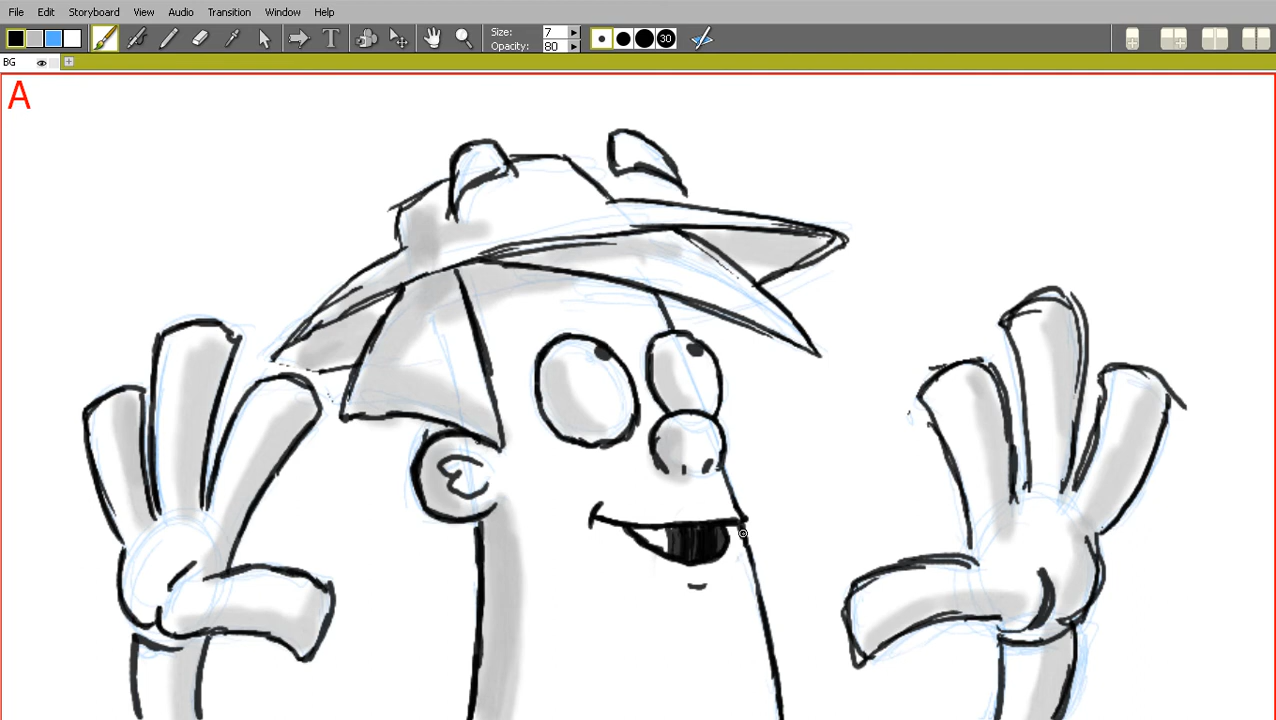 File Edit Storyboard View Audio Transition Window Help
Size: 7
Opacity: 80
30
BG
A